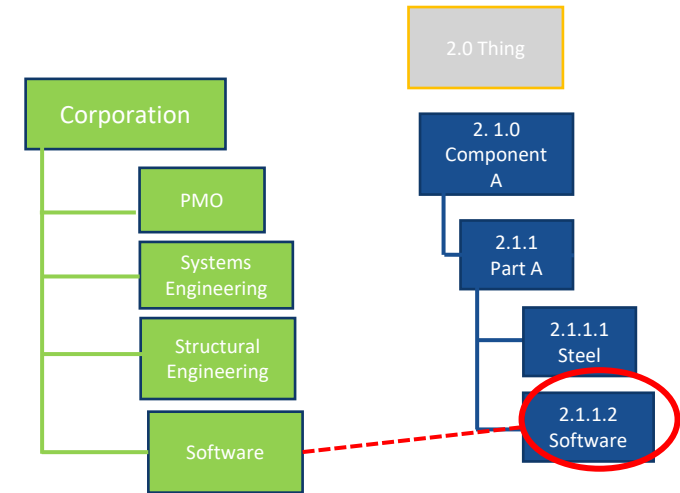 2.0 Thing
Corporation
2. 1.0
Component
A
PMO
2.1.1
Part A
Systems
Engineering
Structural
Engineering
2.1.1.1
Steel
2.1.1.2
Software
Software